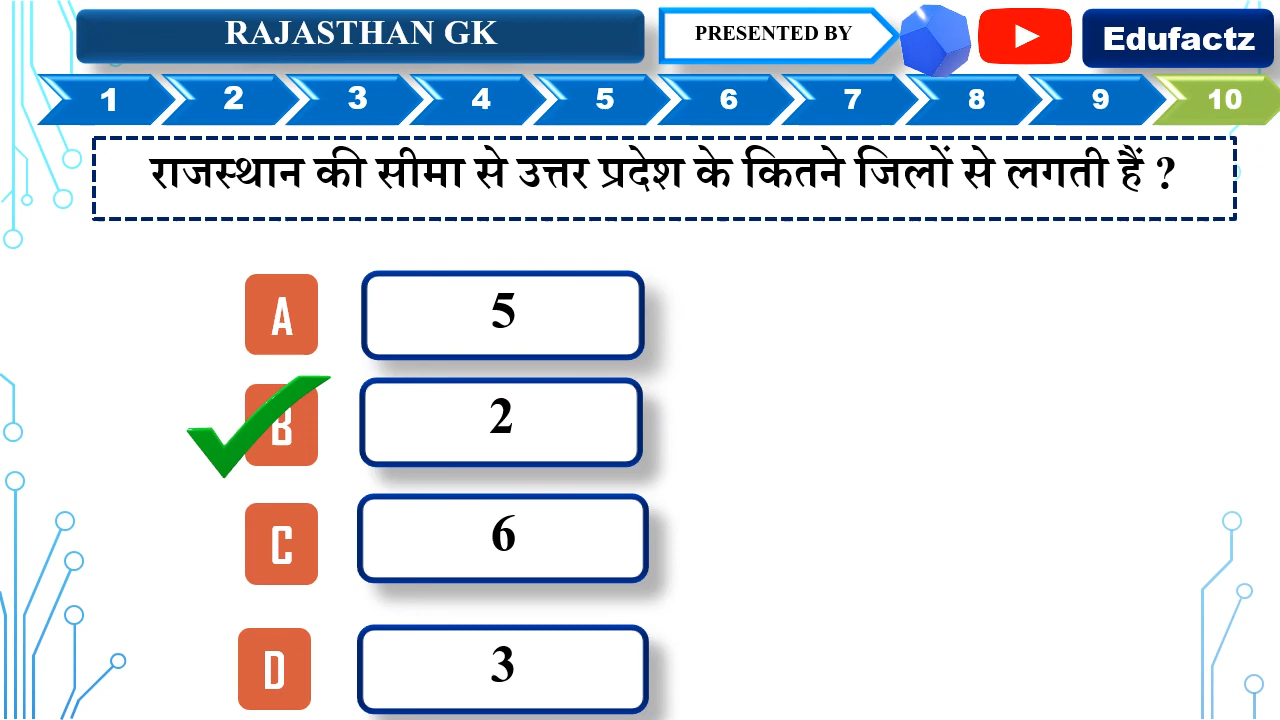 RAJASTHAN GK
PRESENTED BY
Edufactz
1 2 3 4 5 6 7 8 9 10
राजस्थान की सीमा से उत्तर प्रदेश के कितने जिलों से लगती हैं ?
A 5
B 2
C 6
D 3